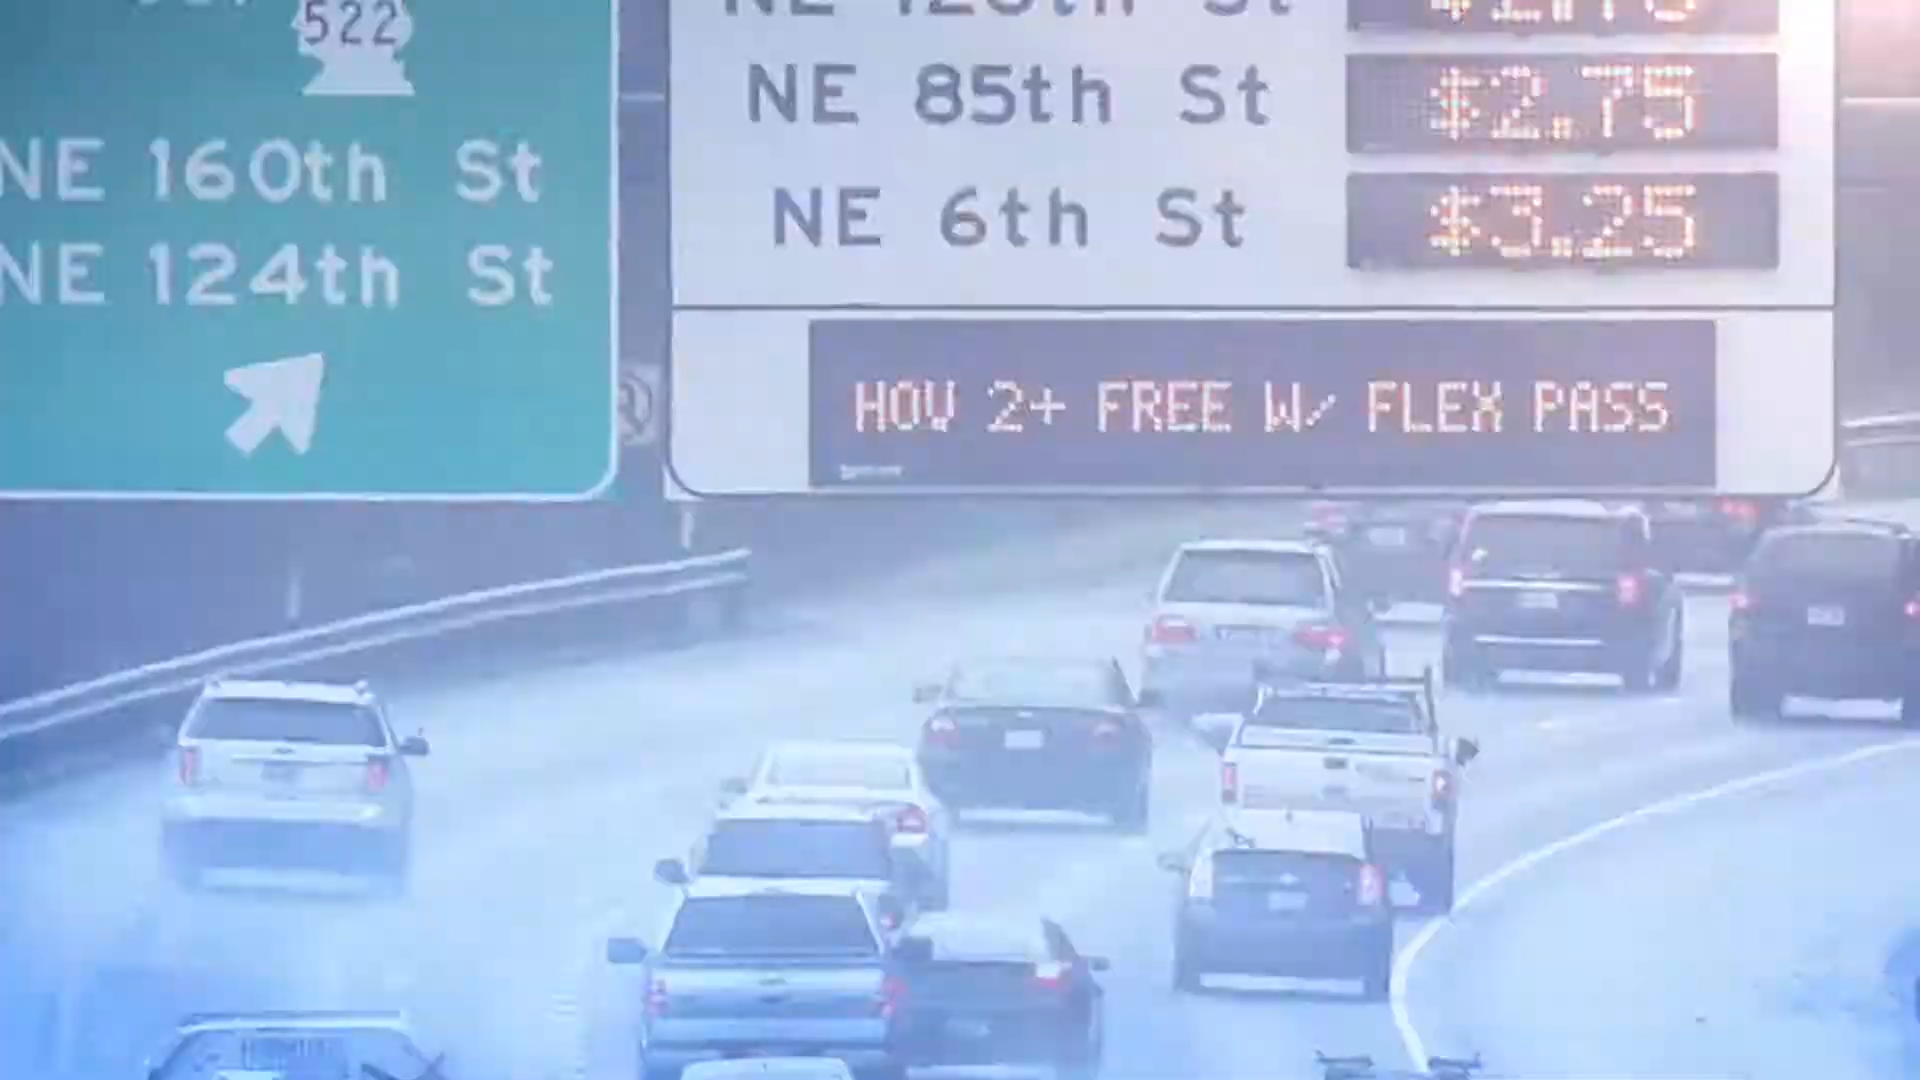 522
NE 160th St
NE 124th St
NE 85th St $2.75
NE 6th St $3.25
HOV 2+ FREE W/ FLEX PASS